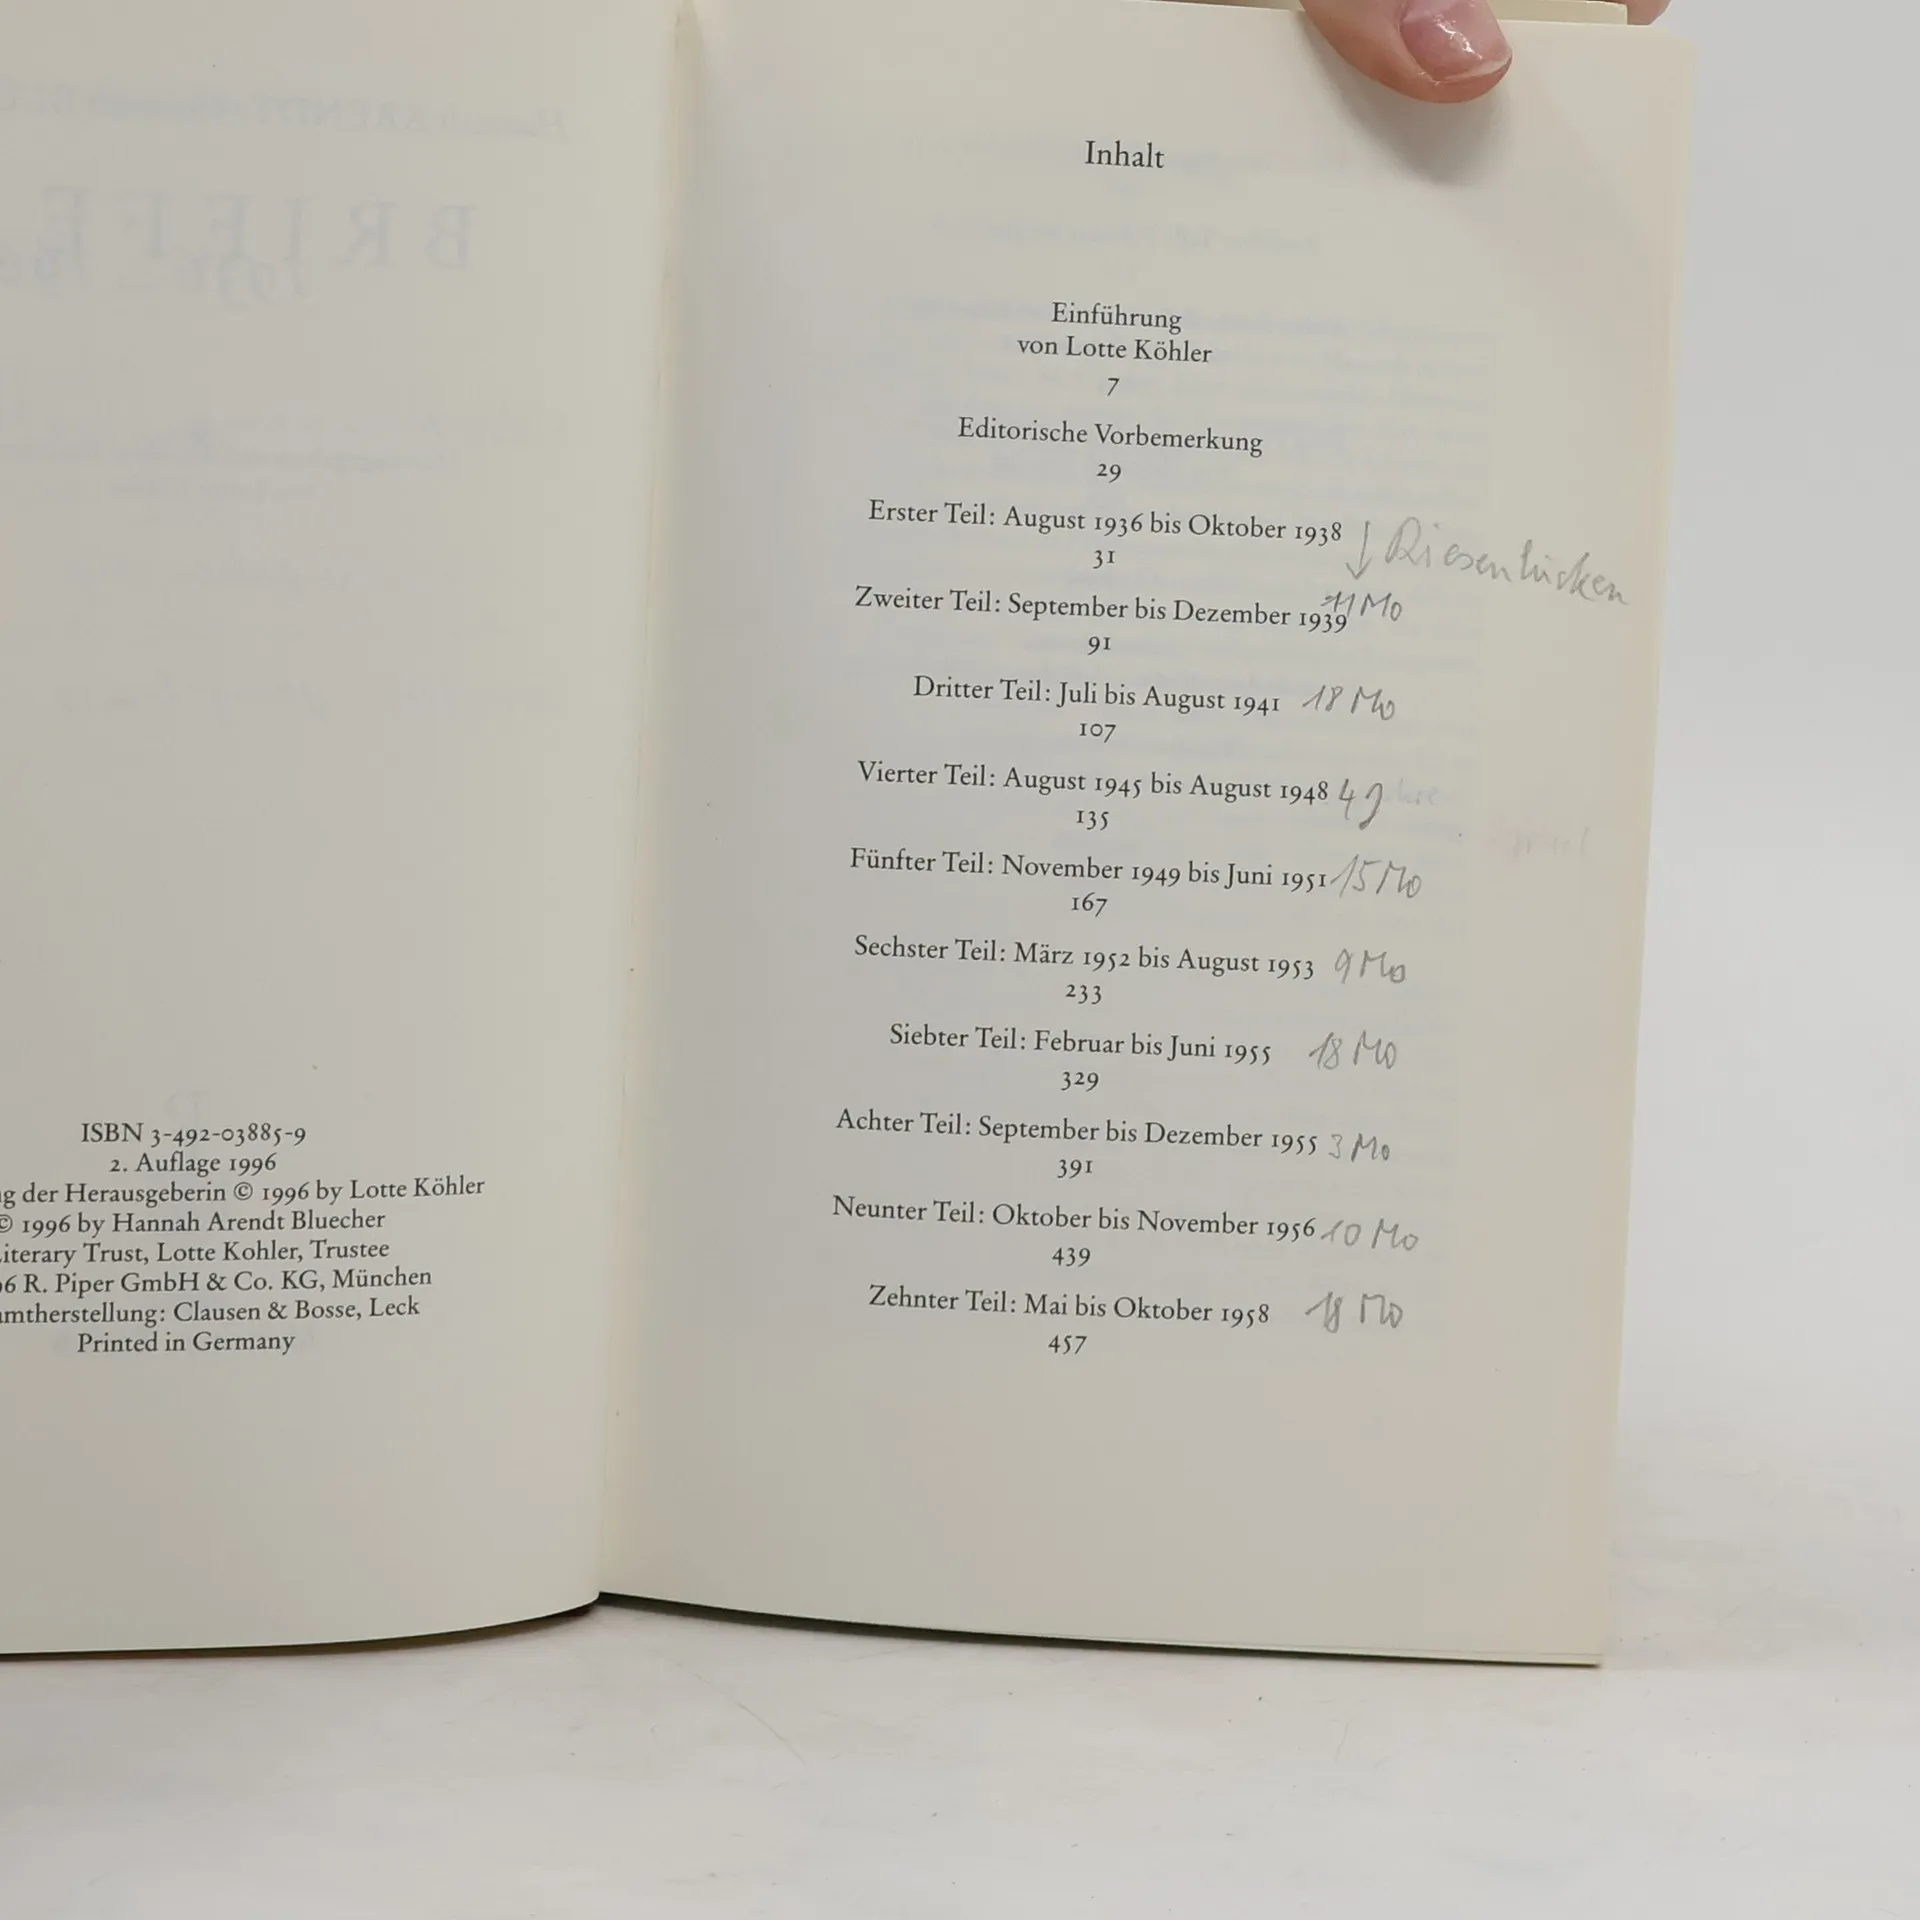 ISBN 3-492-03885-9
2. Auflage 1996
g der Herausgeberin © 1996 by Lotte Köhler
© 1996 by Hannah Arendt Bluecher
iterary Trust, Lotte Kohler, Trustee
96 R. Piper GmbH & Co. KG, München
amtherstellung: Clausen & Bosse, Leck
Printed in Germany
Inhalt
Einführung
von Lotte Köhler
7
Editorische Vorbemerkung
29
Erster Teil: August 1936 bis Oktober 1938 ↓ Riesenlücken
31
Zweiter Teil: September bis Dezember 1939 11 Mo
91
Dritter Teil: Juli bis August 1941 18 Mo
107
Vierter Teil: August 1945 bis August 1948 4 J
135
Fünfter Teil: November 1949 bis Juni 1951 15 Mo
167
Sechster Teil: März 1952 bis August 1953 9 Mo
233
Siebter Teil: Februar bis Juni 1955 18 Mo
329
Achter Teil: September bis Dezember 1955 3 Mo
391
Neunter Teil: Oktober bis November 1956 10 Mo
439
Zehnter Teil: Mai bis Oktober 1958 18 Mo
457